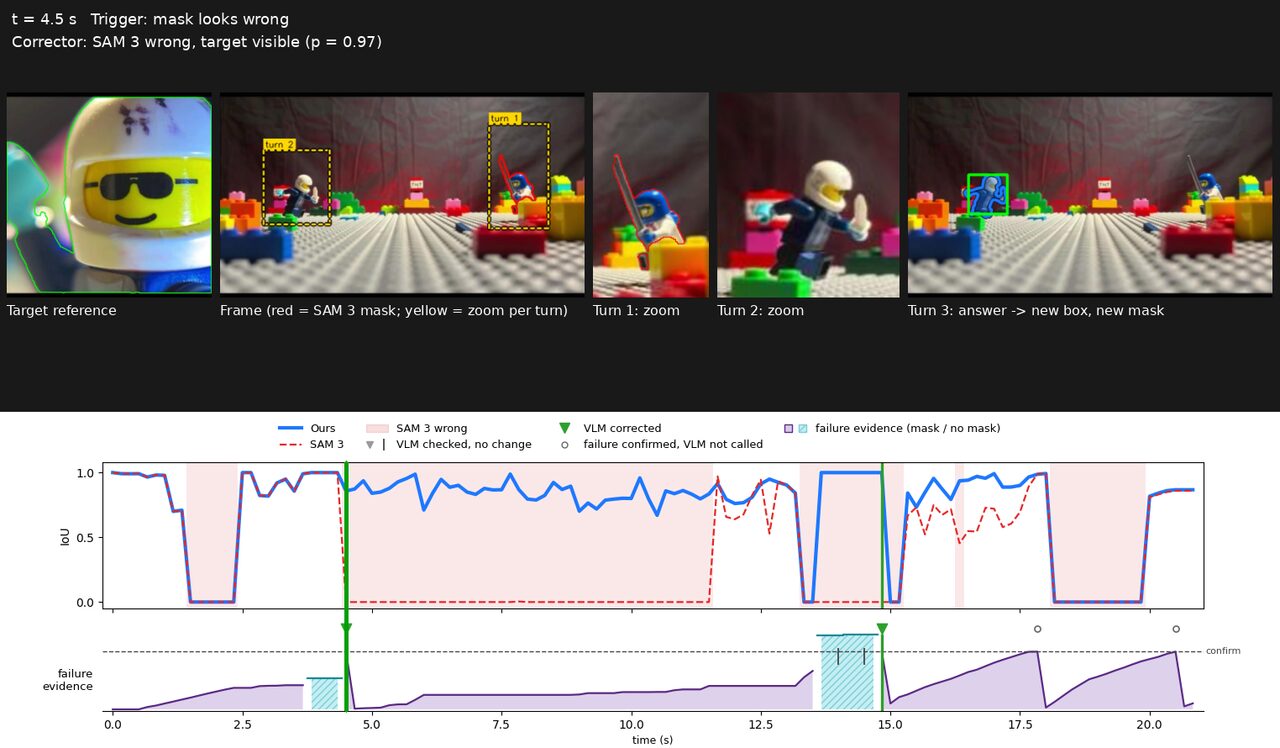 t = 4.5 s   Trigger: mask looks wrong
Corrector: SAM 3 wrong, target visible (p = 0.97)
turn 2
turn 1
Target reference
Frame (red = SAM 3 mask; yellow = zoom per turn)
Turn 1: zoom
Turn 2: zoom
Turn 3: answer -> new box, new mask
Ours
SAM 3 wrong
VLM corrected
failure evidence (mask / no mask)
SAM 3
VLM checked, no change
failure confirmed, VLM not called
1.0
0.5
0.0
IoU
confirm
failure
evidence
0.0 2.5 5.0 7.5 10.0 12.5 15.0 17.5 20.0
time (s)